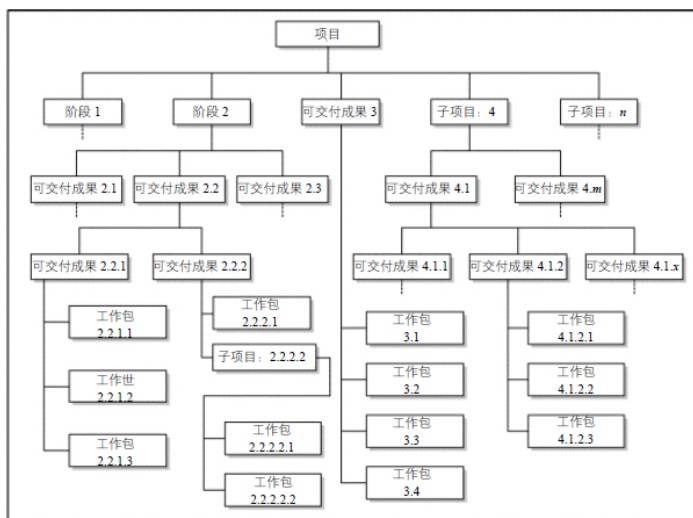 项目
阶段 1
阶段 2
可交付成果 3
子项目：4
子项目：n
可交付成果 2.1
可交付成果 2.2
可交付成果 2.3
可交付成果 4.1
可交付成果 4.m
可交付成果 2.2.1
可交付成果 2.2.2
可交付成果 4.1.1
可交付成果 4.1.2
可交付成果 4.1.x
工作包
2.2.1.1
工作世
2.2.1.2
工作包
2.2.1.3
工作包
2.2.2.1
子项目：2.2.2.2
工作包
2.2.2.2.1
工作包
2.2.2.2.2
工作包
3.1
工作包
3.2
工作包
3.3
工作包
3.4
工作包
4.1.2.1
工作包
4.1.2.2
工作包
4.1.2.3